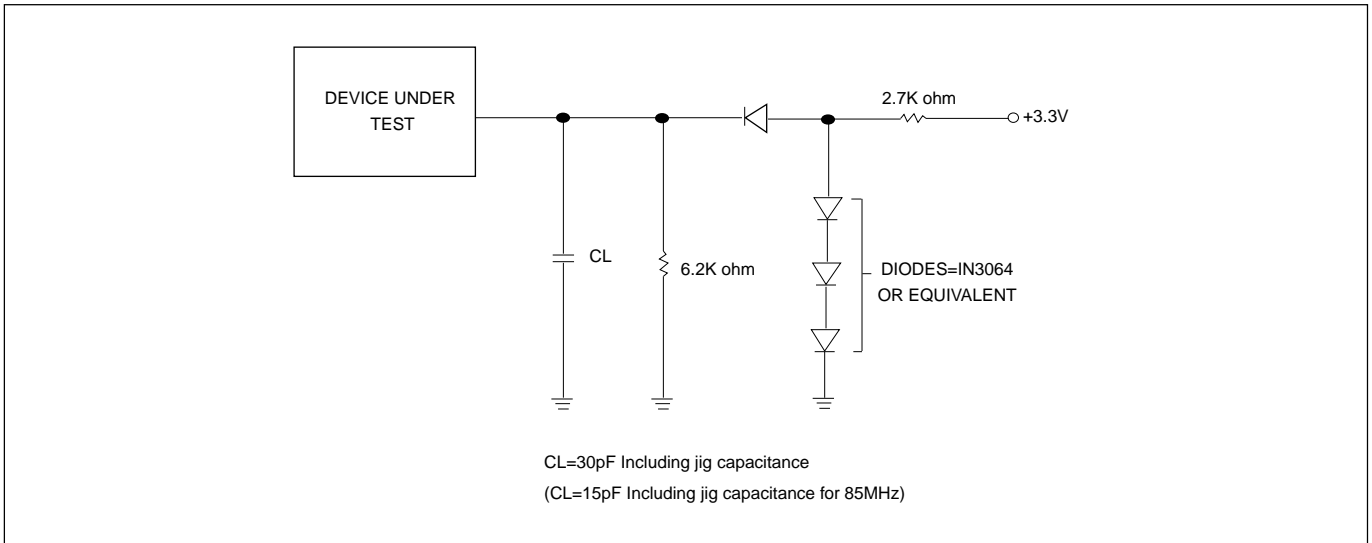 DEVICE UNDER
TEST
2.7K ohm
+3.3V
CL
6.2K ohm
DIODES=IN3064
OR EQUIVALENT
CL=30pF Including jig capacitance
(CL=15pF Including jig capacitance for 85MHz)